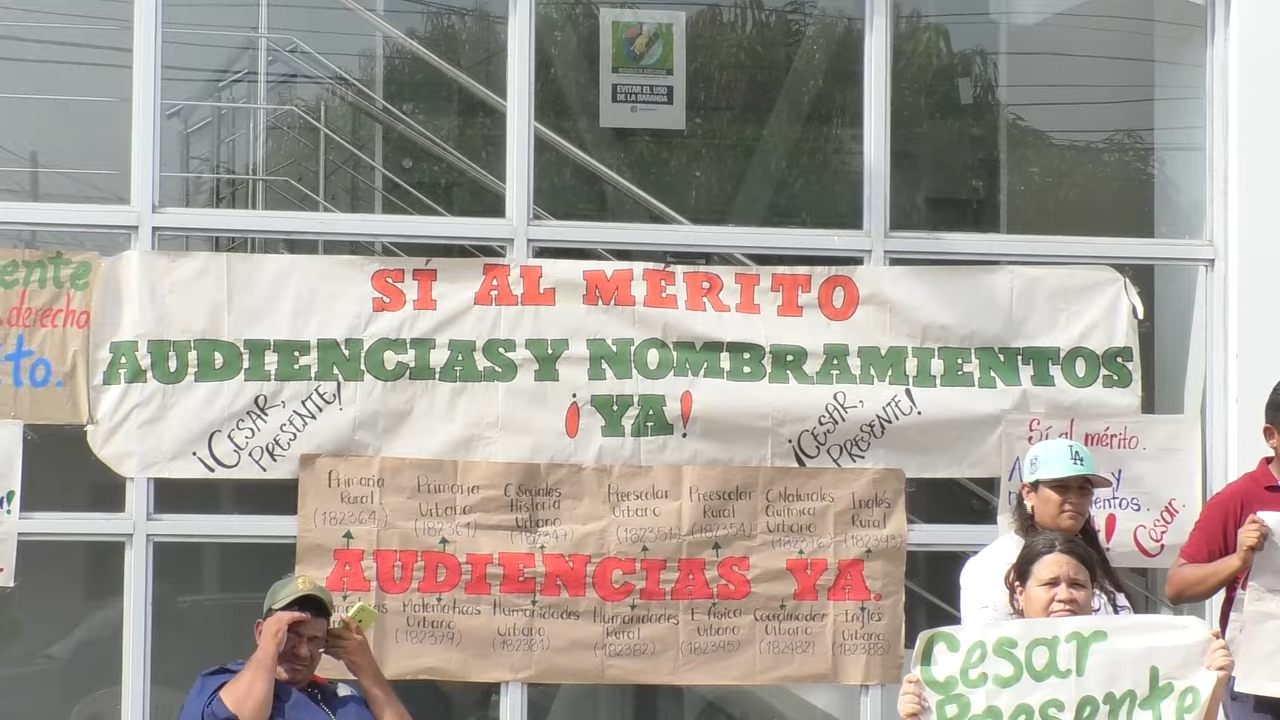 EVITAR EL USO
DE LA BARANDA
ente
derecho
to.
SÍ AL MÉRITO
AUDIENCIAS Y NOMBRAMIENTOS
¡YA!
¡CESAR,
PRESENTE!
¡CESAR,
PRESENTE!
Primaria Rural (182364)
Primaria Urbano (182361)
C Sociales Historia Urbano
Preescolar Urbano (182351)
Preescolar Rural (182354)
C Naturales Química Urbano
Inglés Rural
AUDIENCIAS YA.
Matemáticas Urbano (182379)
Humanidades Urbano (182381)
Humanidades Rural (182382)
E física Urbano (182395)
Coordinador Urbano (182482)
Inglés Urbano (182388)
Sí al mérito.
y
Cesar.
LA
Cesar
Presente